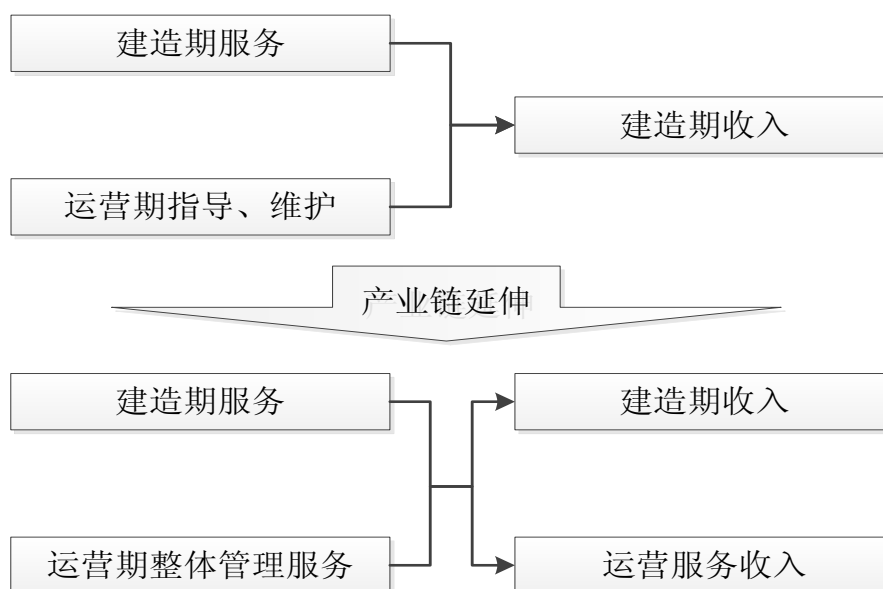 建造期服务
建造期收入
运营期指导、维护
产业链延伸
建造期服务
建造期收入
运营期整体管理服务
运营服务收入